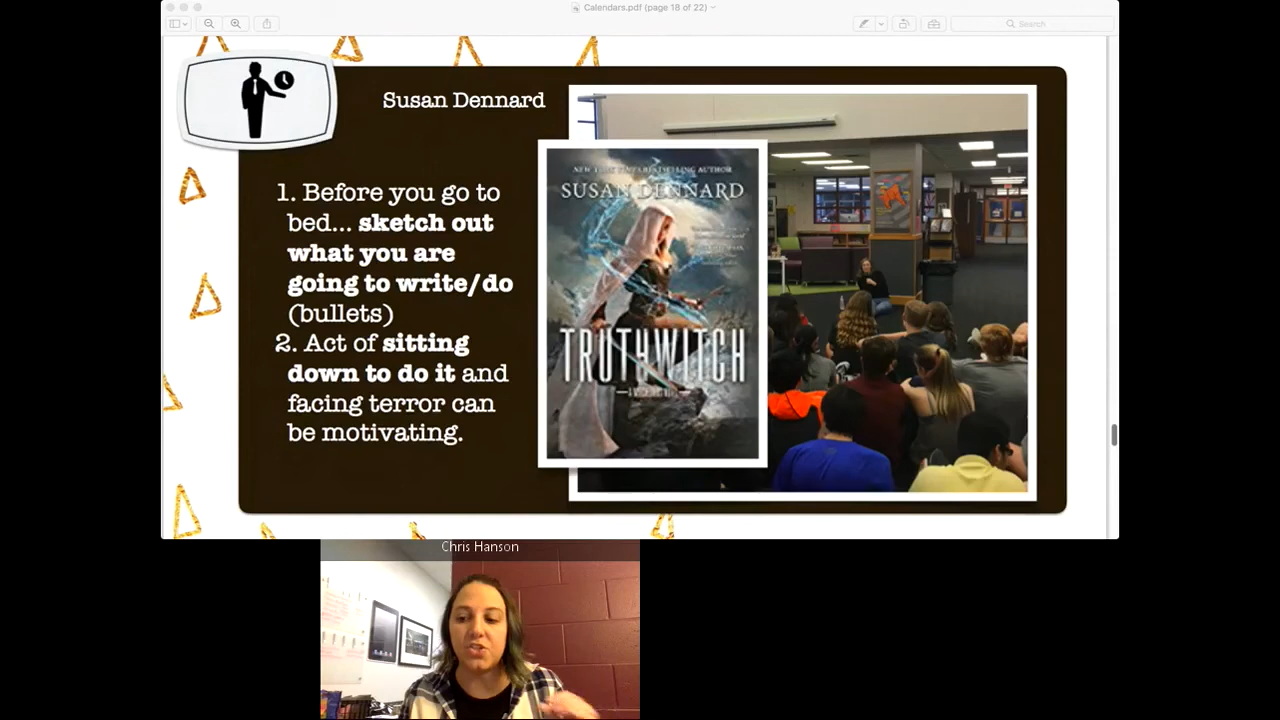 Calendars.pdf (page 18 of 22)
Search
Susan Dennard
1. Before you go to
bed... sketch out
what you are
going to write/do
(bullets)
2. Act of sitting
down to do it and
facing terror can
be motivating.
NEW YORK TIMES BESTSELLING AUTHOR
SUSAN DENNARD
TRUTHWITCH
Chris Hanson